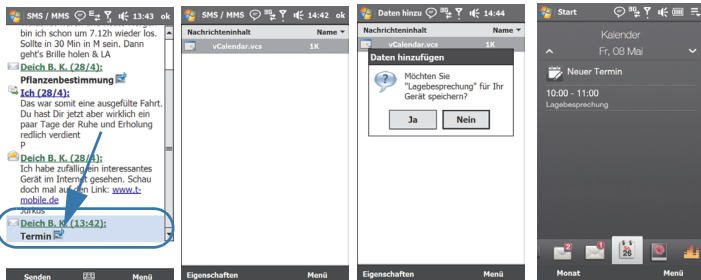 SMS / MMS 13:43 ok
bin ich schon um 7.12h wieder los.
Sollte in 30 Min in M sein. Dann
geht's Brille holen & LA
Deich B. K. (28/4):
Pflanzenbestimmung
Ich (28/4):
Das war somit eine ausgefülte Fahrt.
Du hast Dir jetzt aber wirklich ein
paar Tage der Ruhe und Erholung
redlich verdient
P
Deich B. K. (28/4):
Ich habe zufällig ein interessantes
Gerät im Internet gesehen. Schau
doch mal auf den Link: www.t-
mobile.de
Jurkus
Deich B. K. (13:42):
Termin
Senden Menü
SMS / MMS 14:42 ok
Nachrichteninhalt Name
vCalendar.vcs 1K
Eigenschaften Menü
Daten hinzu 14:44
Nachrichteninhalt Name
vCalendar.vcs 1K
Daten hinzufügen
Möchten Sie
"Lagebesprechung" für Ihr
Gerät speichern?
Ja Nein
Eigenschaften Menü
Start
Kalender
Fr, 08 Mai
Neuer Termin
10:00 - 11:00
Lagebesprechung
2 1 26
Monat Menü